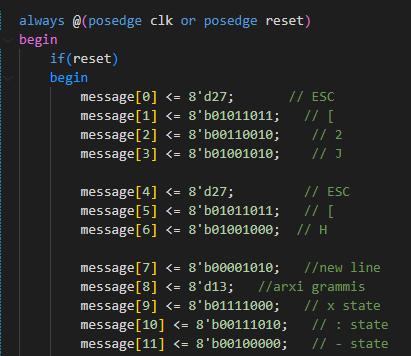 always @(posedge clk or posedge reset)
begin
    if(reset)
    begin
        message[0] <= 8'd27;       // ESC
        message[1] <= 8'b01011011;   // [
        message[2] <= 8'b00110010;    // 2
        message[3] <= 8'b01001010;    // J

        message[4] <= 8'd27;         // ESC
        message[5] <= 8'b01011011;   // [
        message[6] <= 8'b01001000;  // H

        message[7] <= 8'b00001010;   //new line
        message[8] <= 8'd13;   //arxi grammis
        message[9] <= 8'b01111000;   // x state
        message[10] <= 8'b00111010;   // : state
        message[11] <= 8'b00100000;   // - state